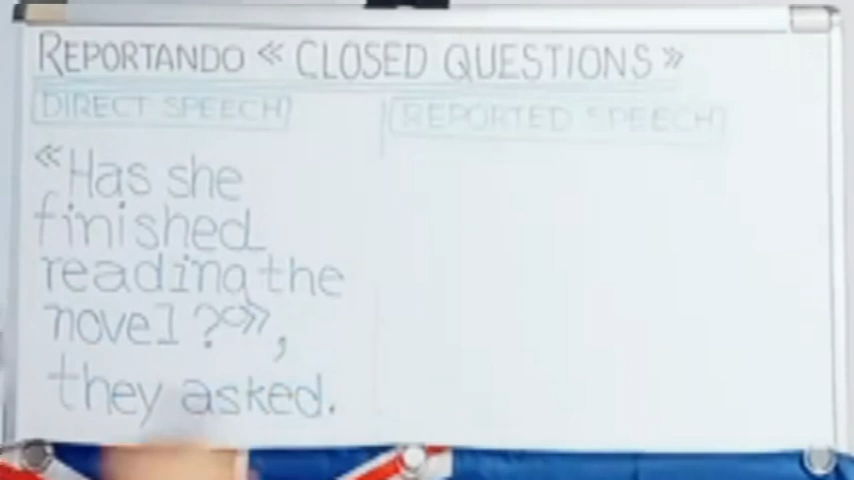 REPORTANDO « CLOSED QUESTIONS »
DIRECT SPEECH
REPORTED SPEECH
«Has she
finished
reading the
novel?»,
they asked.